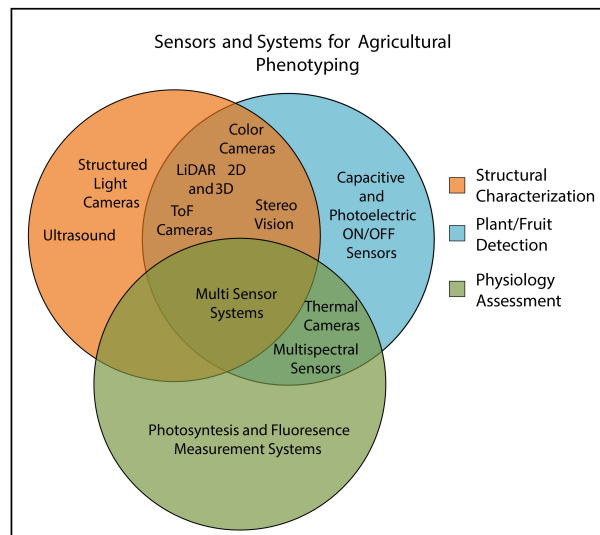 Sensors and Systems for Agricultural
Phenotyping
Color
Cameras
Structured
Light
Cameras
LiDAR 2D
and 3D
Capacitive
and
Photoelectric
ON/OFF
Sensors
Structural
Characterization
Ultrasound
ToF
Cameras
Stereo
Vision
Plant/Fruit
Detection
Multi Sensor
Systems
Thermal
Cameras
Physiology
Assessment
Multispectral
Sensors
Photosyntesis and Fluoresence
Measurement Systems